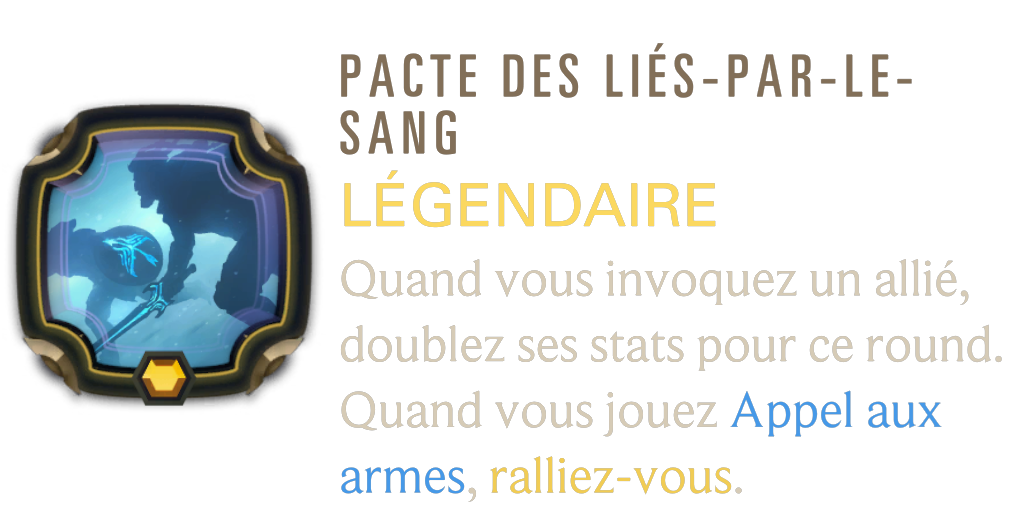 PACTE DES LIÉS-PAR-LE-
SANG
LÉGENDAIRE
Quand vous invoquez un allié,
doublez ses stats pour ce round.
Quand vous jouez Appel aux
armes, ralliez-vous.